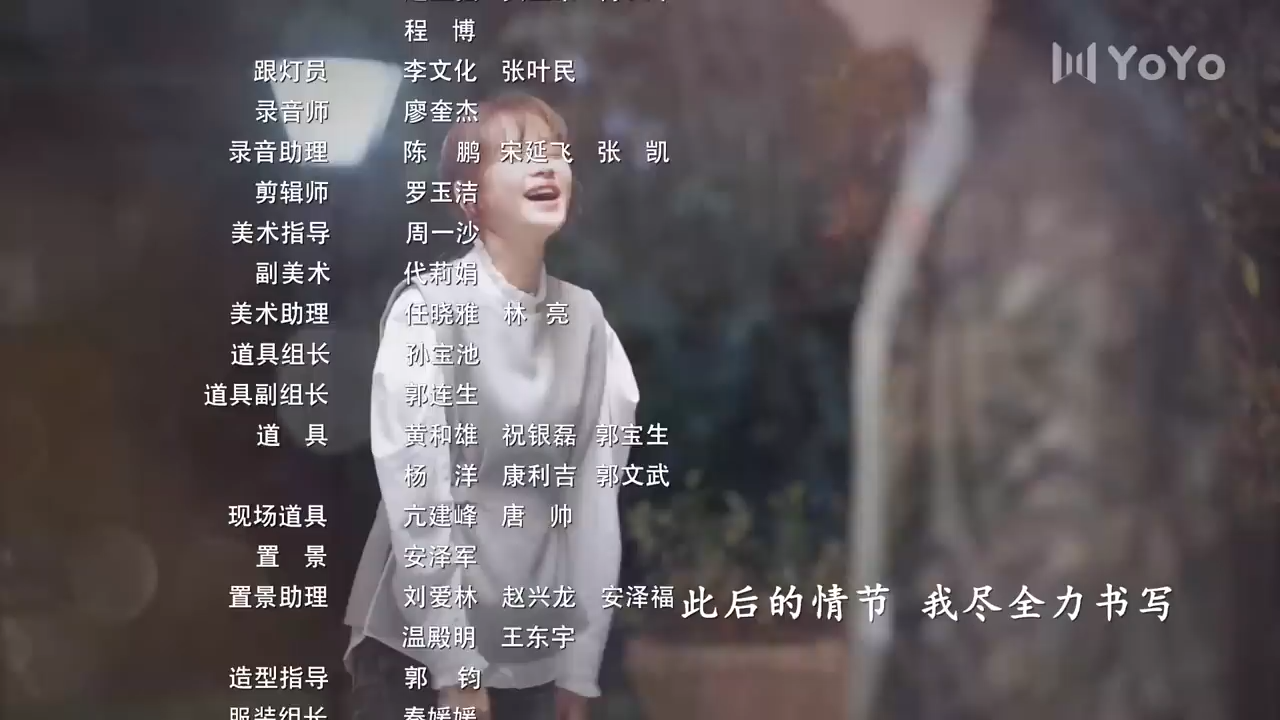 程 博
YoYo
跟灯员 李文化 张叶民
录音师 廖奎杰
录音助理 陈 鹏 宋延飞 张 凯
剪辑师 罗玉洁
美术指导 周一沙
副美术 代莉娟
美术助理 任晓雅 林 亮
道具组长 孙宝池
道具副组长 郭连生
道 具 黄和雄 祝银磊 郭宝生
杨 洋 康利吉 郭文武
现场道具 亢建峰 唐 帅
置 景 安泽军
置景助理 刘爱林 赵兴龙 安泽福
此后的情节 我尽全力书写
温殿明 王东宇
造型指导 郭 钧
服装组长 秦媛媛